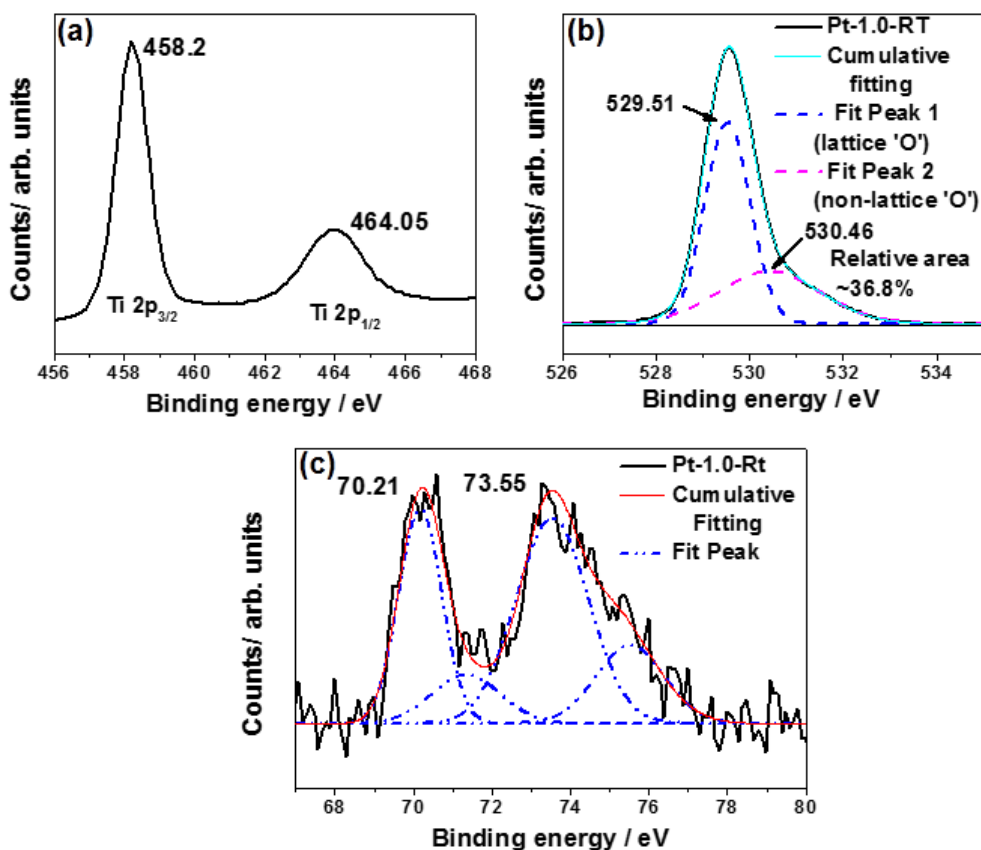 (a)
458.2
464.05
Ti 2p3/2
Ti 2p1/2
Counts/ arb. units
456 458 460 462 464 466 468
Binding energy / eV
(b)
Pt-1.0-RT
Cumulative
fitting
Fit Peak 1
(lattice 'O')
Fit Peak 2
(non-lattice 'O')
529.51
530.46
Relative area
~36.8%
Counts/ arb. units
526 528 530 532 534
Binding energy / eV
(c)
70.21
73.55
Pt-1.0-Rt
Cumulative
Fitting
Fit Peak
Counts/ arb. units
68 70 72 74 76 78 80
Binding energy / eV